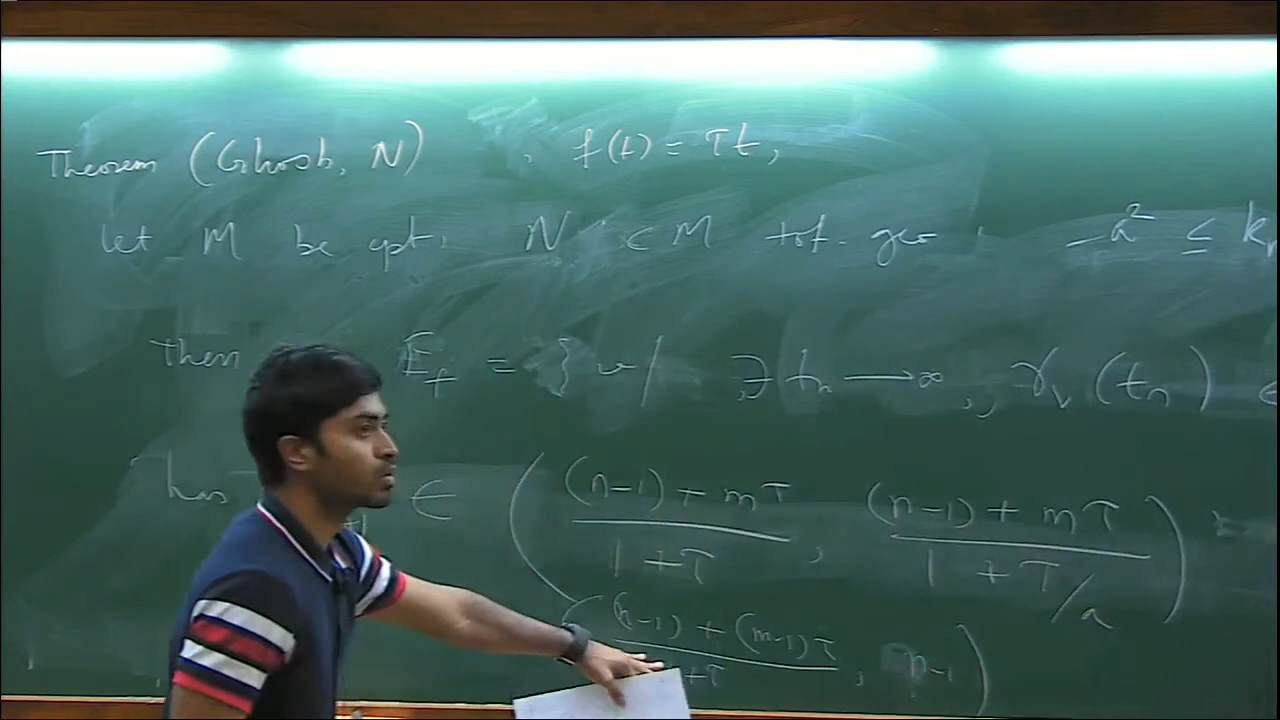 Theorem (Ghosh, N) , f(t) = τt,
let M be cpt, N ⊂ M tot. geo, -a² ≤ k
then E_f = { v / ∃ t_n → ∞, γ_v(t_n) ∈
has ∈ ( (n-1) + mτ / 1 + τ , (n-1) + mτ / 1 + τ/a )
(n-1) + (m-1)τ / +τ , n-1 )